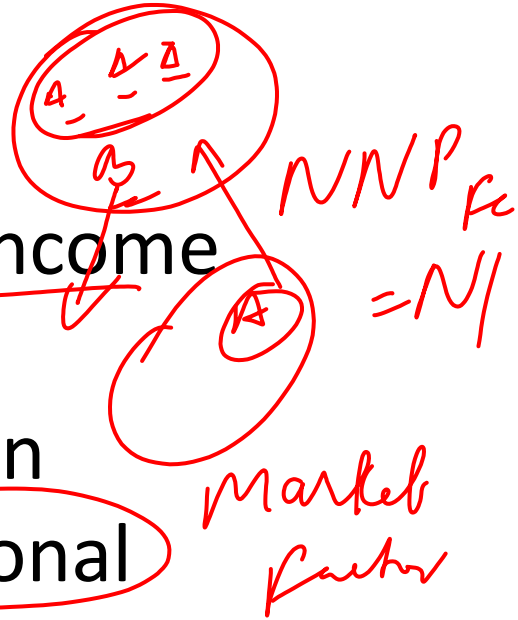 A A A
B
NNP FC
ncome
= NI
A
n
Market
onal
Factor